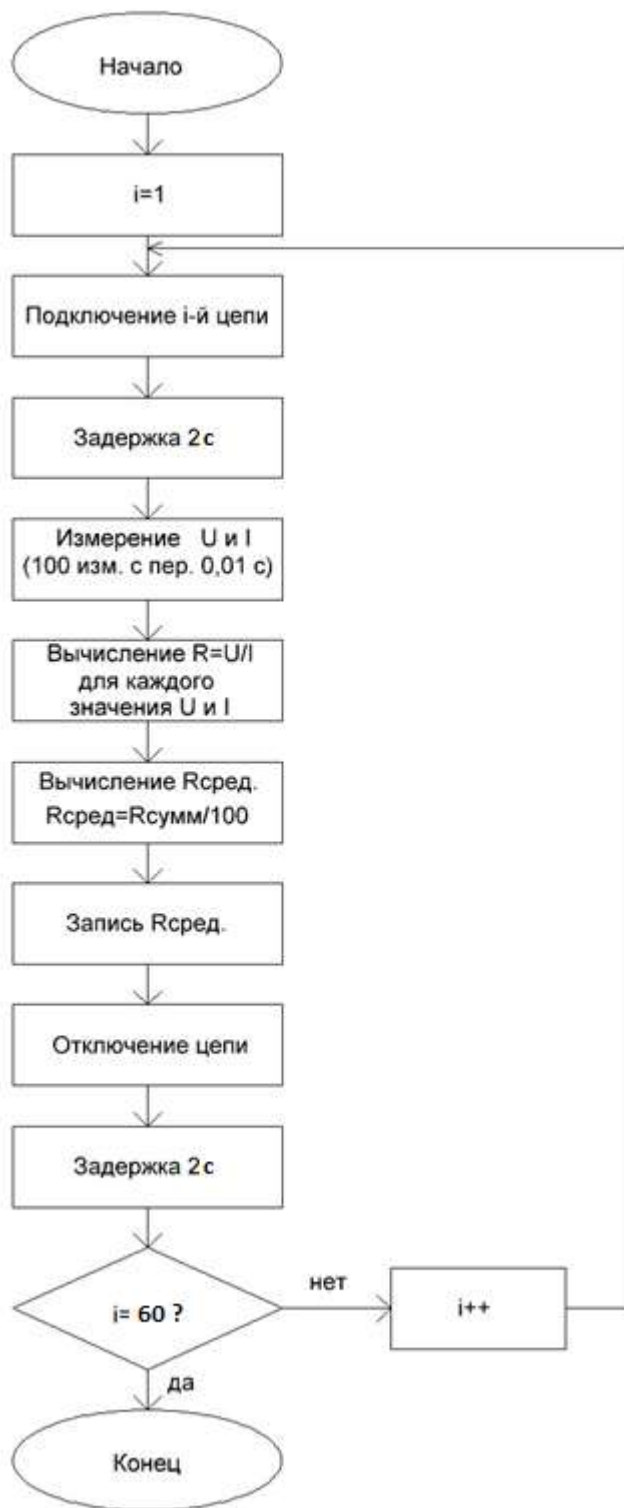 Начало
i=1
Подключение i-й цепи
Задержка 2с
Измерение U и I
(100 изм. с пер. 0,01 с)
Вычисление R=U/I
для каждого
значения U и I
Вычисление Rсред.
Rсред=Rсумм/100
Запись Rсред.
Отключение цепи
Задержка 2с
i= 60 ?
нет
i++
да
Конец